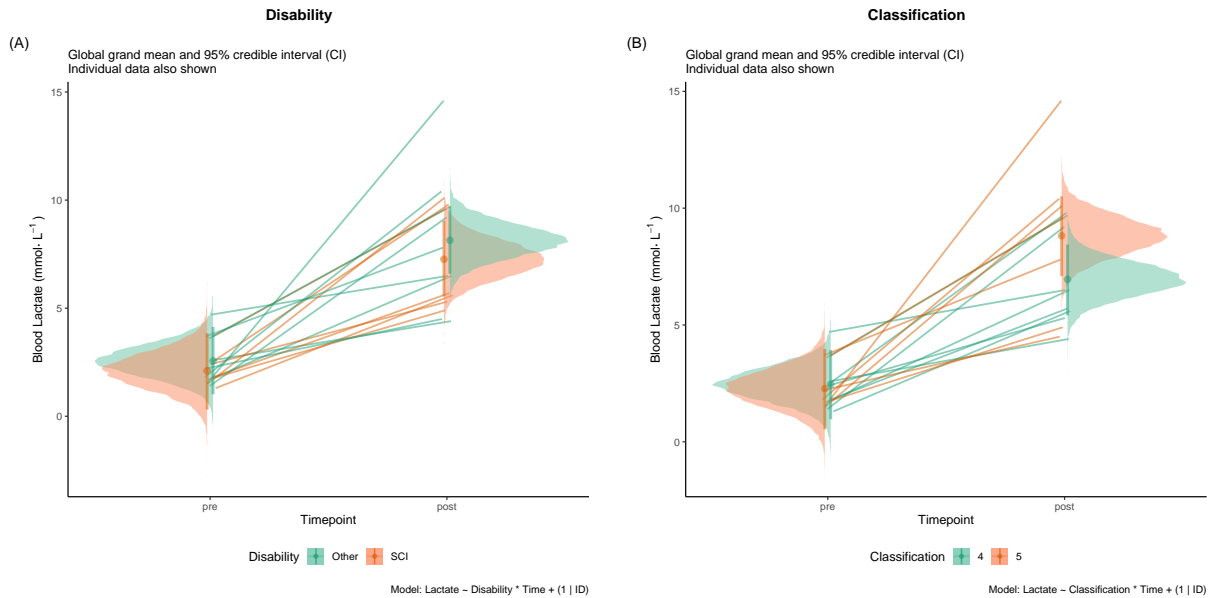 Disability
(A)
Global grand mean and 95% credible interval (CI)
Individual data also shown
15
10
5
0
Blood Lactate (mmol· L⁻¹ )
pre
post
Timepoint
Disability Other SCI
Model: Lactate ~ Disability * Time + (1 | ID)
Classification
(B)
Global grand mean and 95% credible interval (CI)
Individual data also shown
15
10
5
0
Blood Lactate (mmol· L⁻¹ )
pre
post
Timepoint
Classification 4 5
Model: Lactate ~ Classification * Time + (1 | ID)